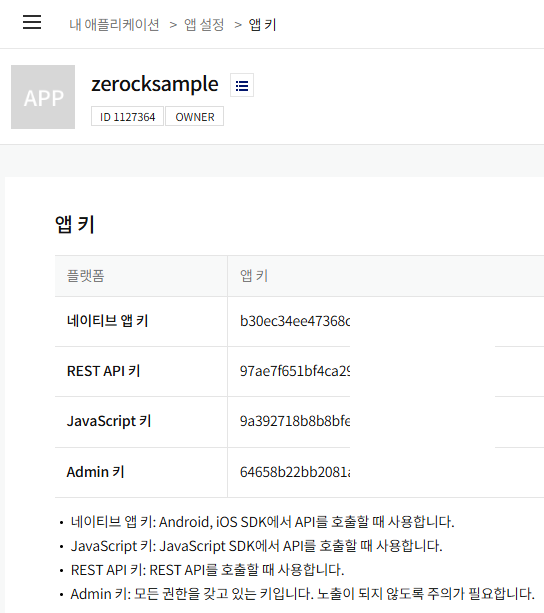 내 애플리케이션 > 앱 설정 > 앱 키
APP
zerocksample
ID 1127364 OWNER
앱 키
플랫폼 앱 키
네이티브 앱 키 b30ec34ee47368c
REST API 키 97ae7f651bf4ca29
JavaScript 키 9a392718b8b8bfe
Admin 키 64658b22bb2081a
• 네이티브 앱 키: Android, iOS SDK에서 API를 호출할 때 사용합니다.
• JavaScript 키: JavaScript SDK에서 API를 호출할 때 사용합니다.
• REST API 키: REST API를 호출할 때 사용합니다.
• Admin 키: 모든 권한을 갖고 있는 키입니다. 노출이 되지 않도록 주의가 필요합니다.